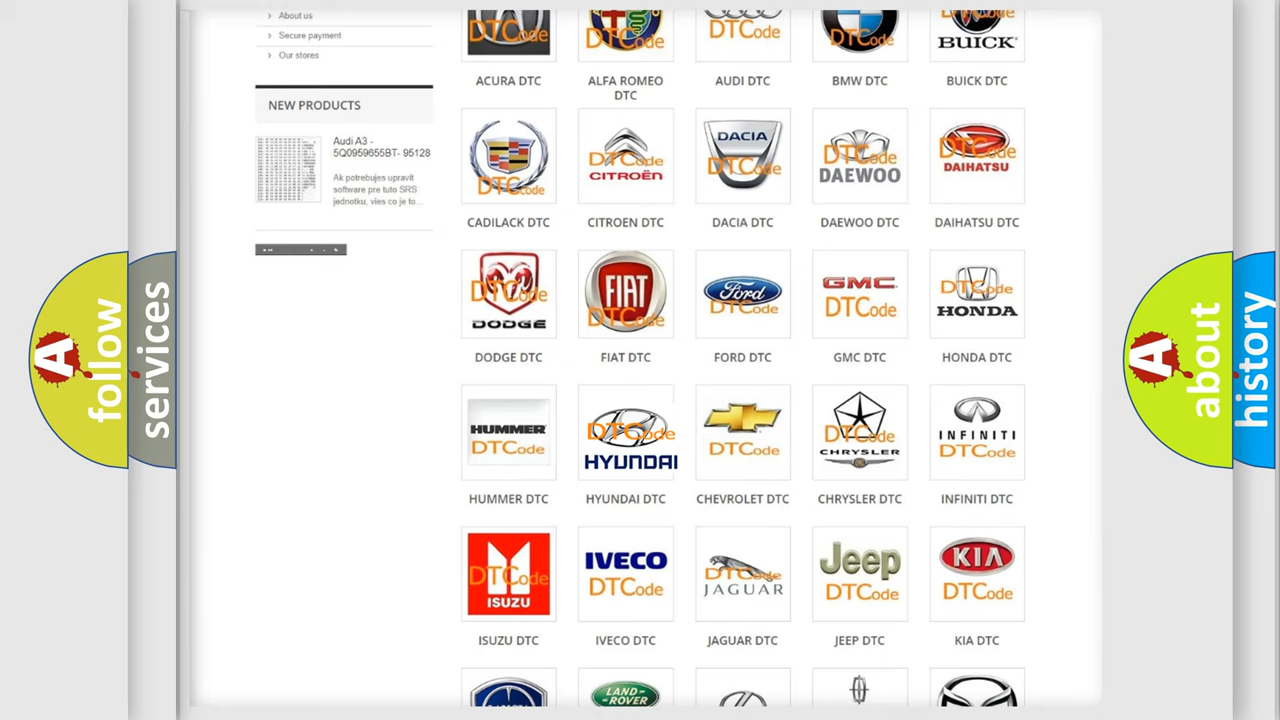 About us
Secure payment
Our stores
NEW PRODUCTS
Audi A3 -
5Q0959655BT- 95128
Ak potrebujes upravit
software pre tuto SRS
jednotku, vies co je to...
DTCode DTCode DTCode DTCode BUICK
ACURA DTC
ALFA ROMEO
DTC
AUDI DTC
BMW DTC
BUICK DTC
DTCode
DTCode
CITROËN
DACIA
DTCode
DTCode
DAEWOO
DTCode
DAIHATSU
CADILACK DTC
CITROEN DTC
DACIA DTC
DAEWOO DTC
DAIHATSU DTC
DTCode
DODGE
FIAT
DTCode
Ford
DTCode
GMC
DTCode
DTCode
HONDA
DODGE DTC
FIAT DTC
FORD DTC
GMC DTC
HONDA DTC
HUMMER
DTCode
DTCode
HYUNDAI
DTCode
DTCode
CHRYSLER
INFINITI
DTCode
HUMMER DTC
HYUNDAI DTC
CHEVROLET DTC
CHRYSLER DTC
INFINITI DTC
DTCode
ISUZU
IVECO
DTCode
DTCode
JAGUAR
Jeep
DTCode
KIA
DTCode
ISUZU DTC
IVECO DTC
JAGUAR DTC
JEEP DTC
KIA DTC
LAND-
ROVER
A
follow
services
A
about
history